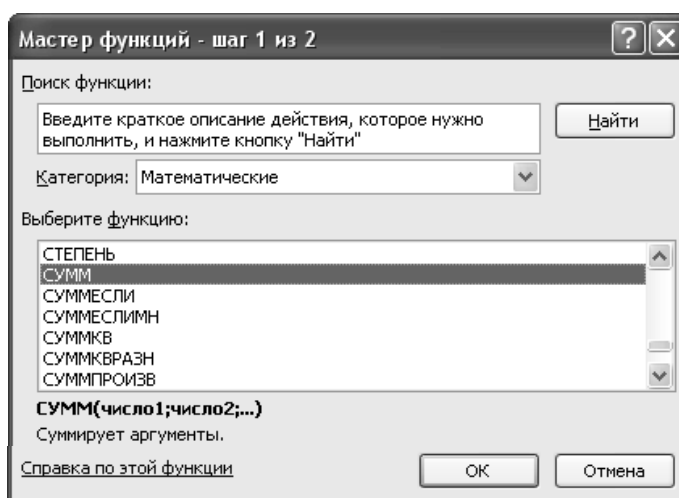 Мастер функций - шаг 1 из 2
Поиск функции:
Введите краткое описание действия, которое нужно
выполнить, и нажмите кнопку "Найти"
Найти
Категория: Математические
Выберите функцию:
СТЕПЕНЬ
СУММ
СУММЕСЛИ
СУММЕСЛИМН
СУММКВ
СУММКВРАЗН
СУММПРОИЗВ
СУММ(число1;число2;...)
Суммирует аргументы.
Справка по этой функции
ОК
Отмена